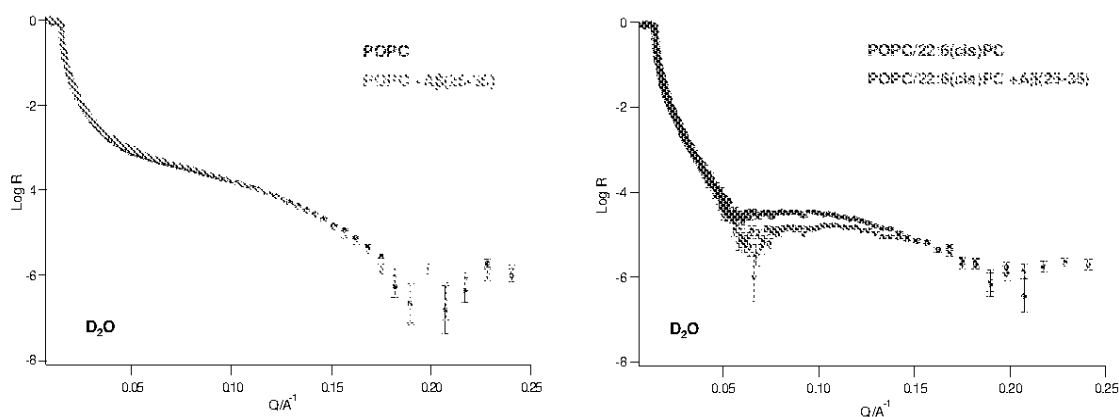 0
-2
-4
-6
-8
Log R
POPC
POPC +Aβ(25-35)
D₂O
0.05
0.10
0.15
0.20
0.25
Q/A⁻¹
0
-2
-4
-6
-8
Log R
POPC/22:6(cis)PC
POPC/22:6(cis)PC +Aβ(25-35)
D₂O
0.05
0.10
0.15
0.20
0.25
Q/A⁻¹